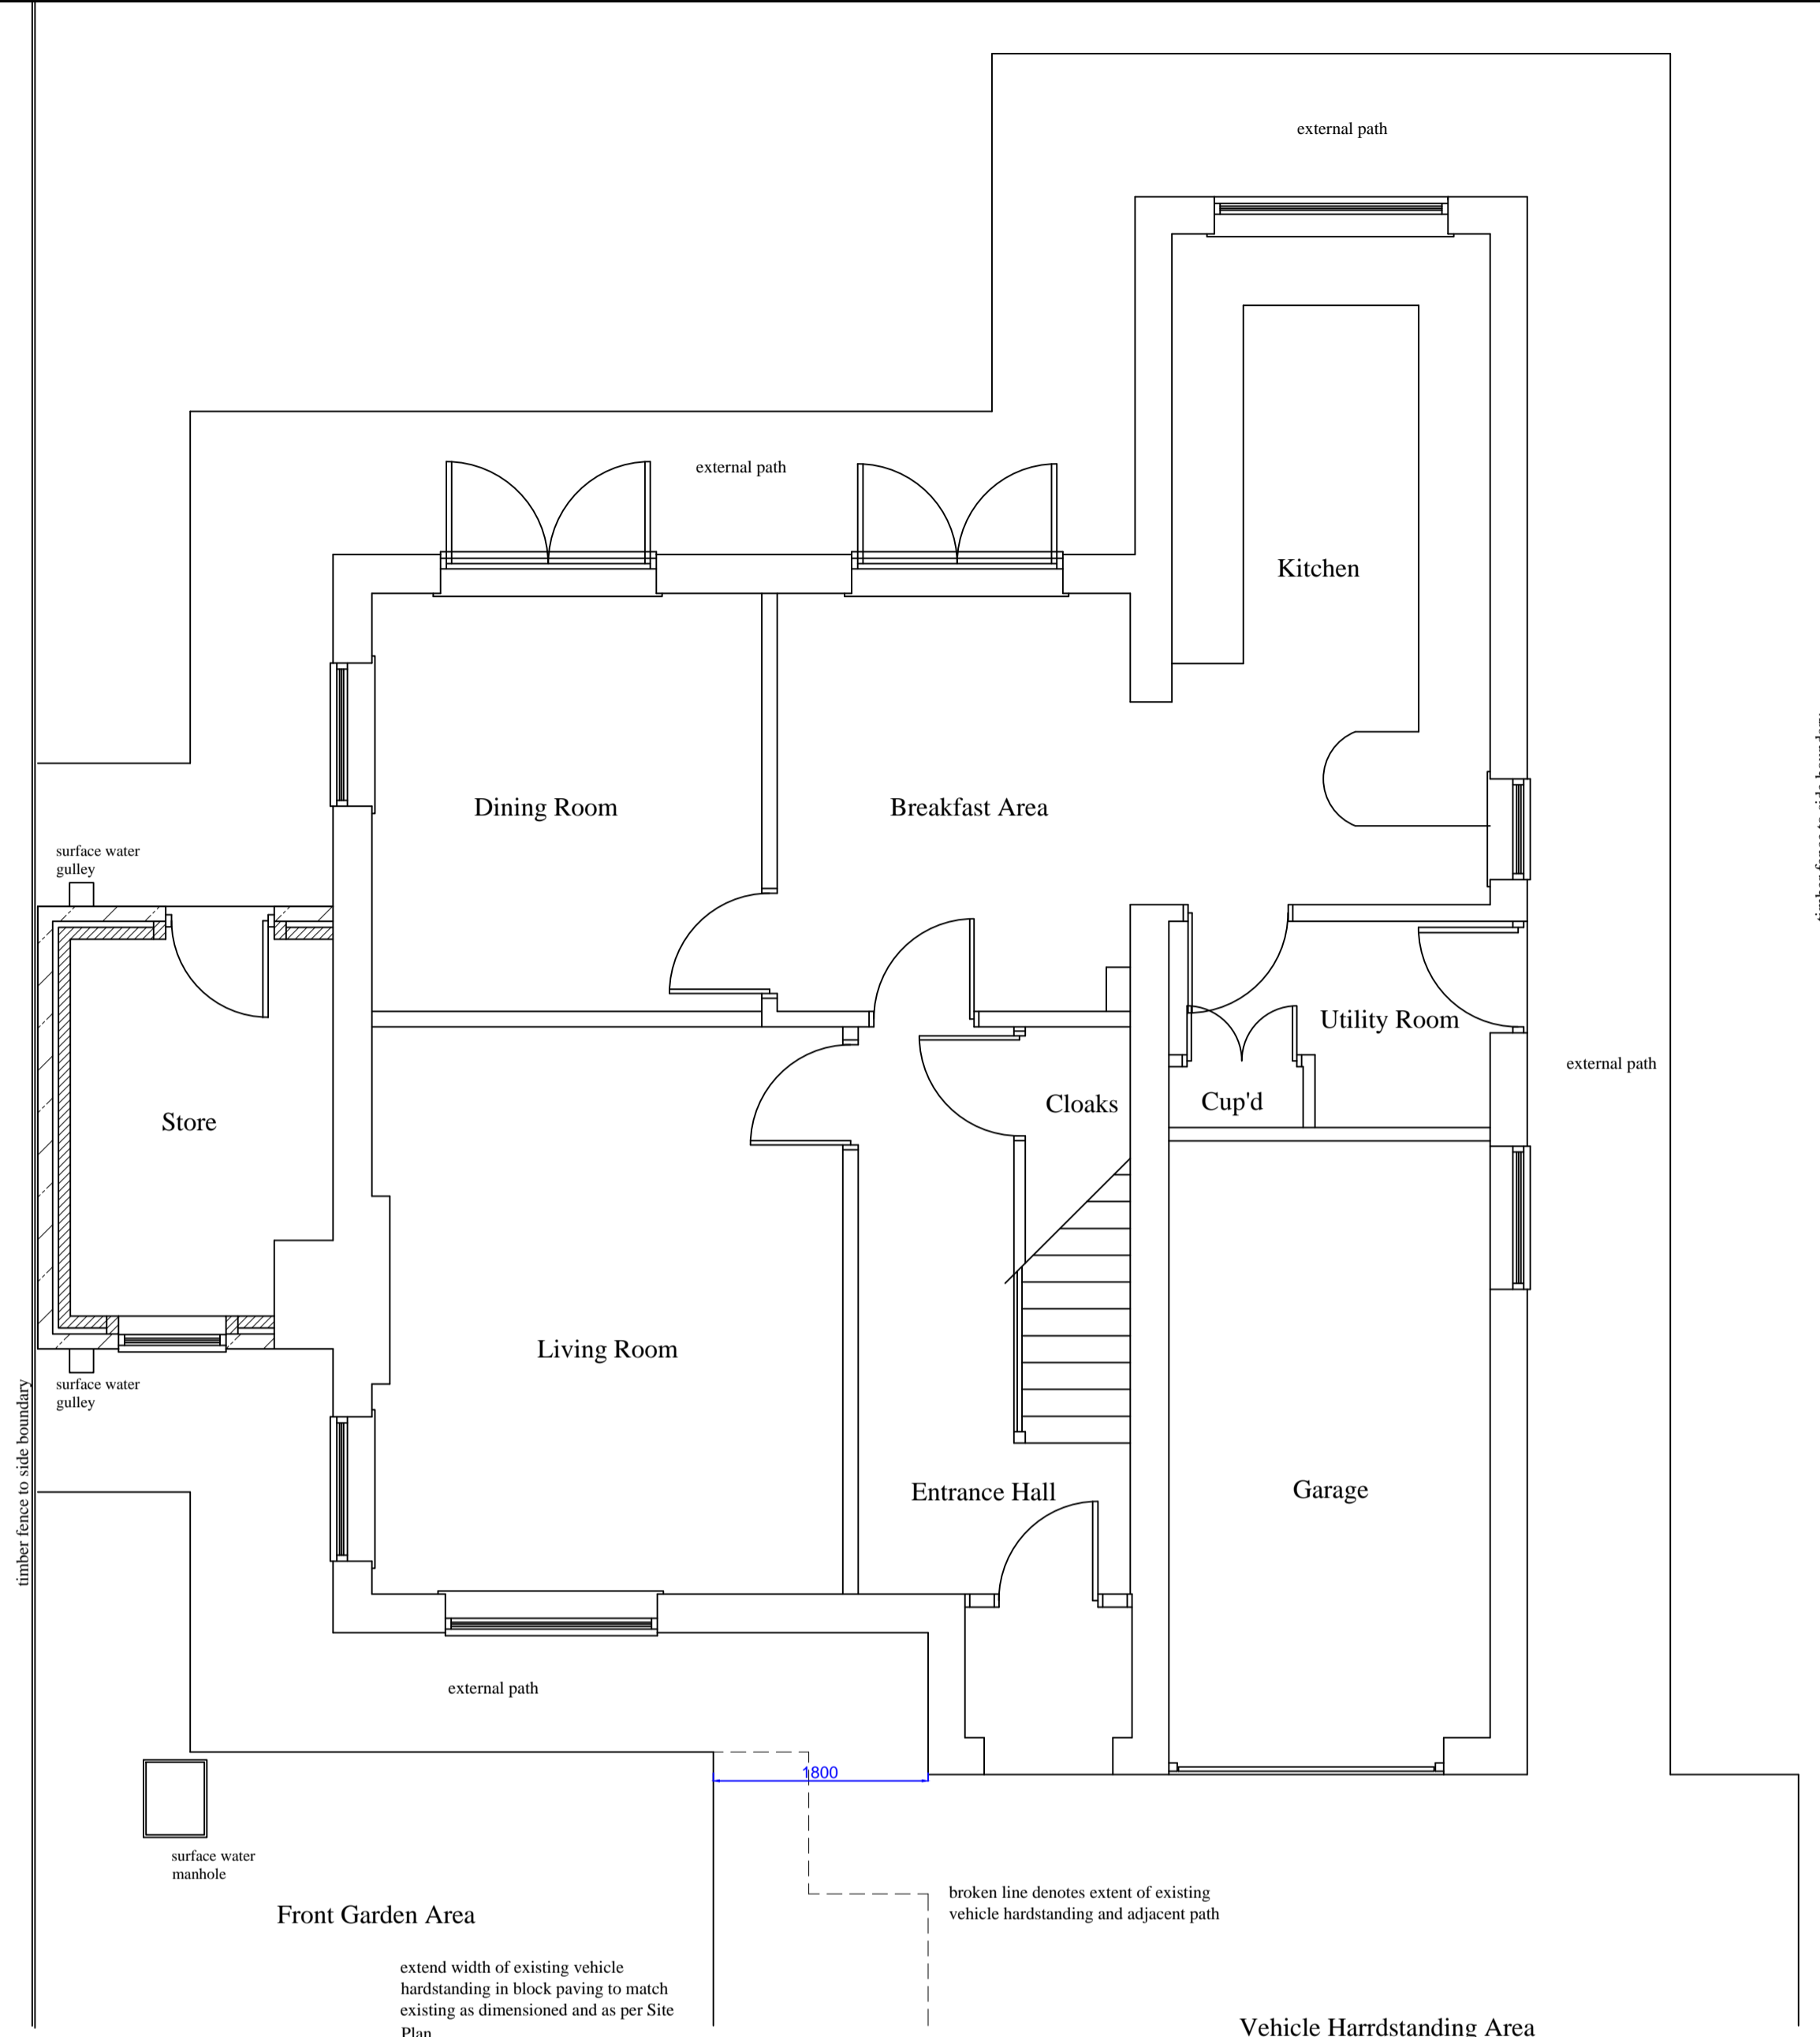 external path
external path
Kitchen
Dining Room
Breakfast Area
surface water
gulley
Utility Room
external path
Cloaks
Cup'd
Store
Living Room
surface water
gulley
timber fence to side boundary
Entrance Hall
Garage
external path
1800
surface water
manhole
broken line denotes extent of existing
vehicle hardstanding and adjacent path
Front Garden Area
extend width of existing vehicle
hardstanding in block paving to match
existing as dimensioned and as per Site
Plan
Vehicle Harrdstanding Area